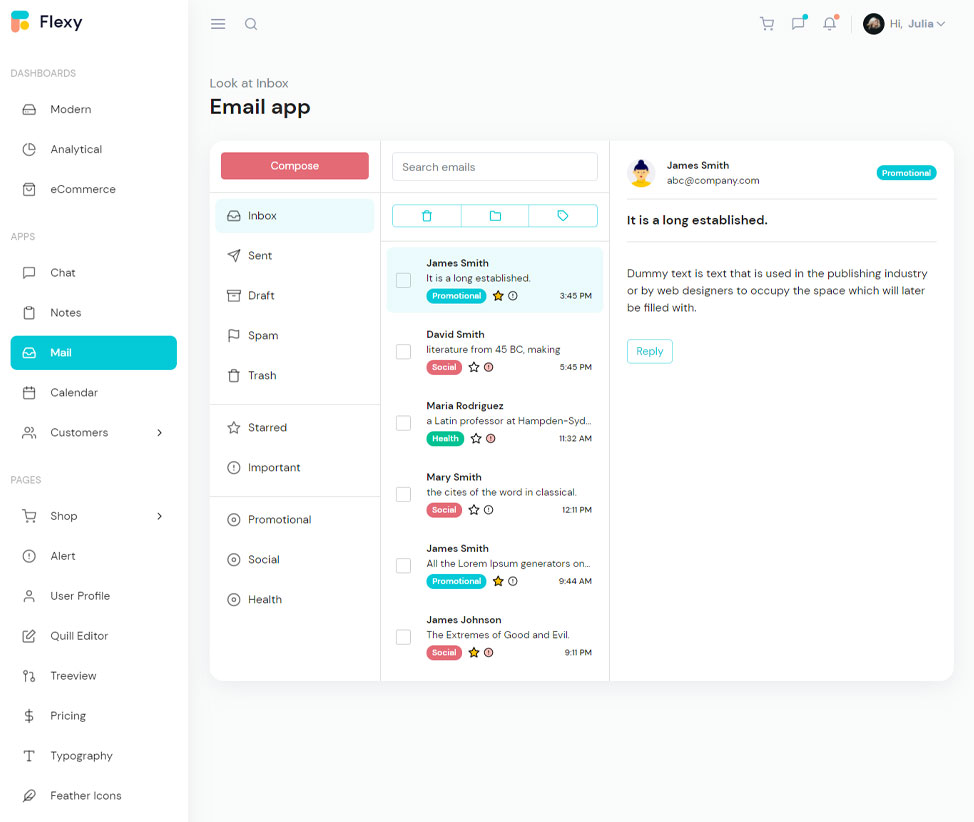 Flexy
Hi, Julia
DASHBOARDS
Modern
Analytical
eCommerce
APPS
Chat
Notes
Mail
Calendar
Customers
PAGES
Shop
Alert
User Profile
Quill Editor
Treeview
Pricing
Typography
Feather Icons
Look at Inbox
Email app
Compose
Inbox
Sent
Draft
Spam
Trash
Starred
Important
Promotional
Social
Health
Search emails
James Smith
It is a long established.
Promotional 3:45 PM
David Smith
literature from 45 BC, making
Social 5:45 PM
Maria Rodriguez
a Latin professor at Hampden-Syd...
Health 11:32 AM
Mary Smith
the cites of the word in classical.
Social 12:11 PM
James Smith
All the Lorem Ipsum generators on...
Promotional 9:44 AM
James Johnson
The Extremes of Good and Evil.
Social 9:11 PM
James Smith
abc@company.com
Promotional
It is a long established.
Dummy text is text that is used in the publishing industry
or by web designers to occupy the space which will later
be filled with.
Reply